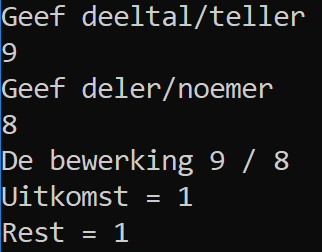 Geef deeltal/teller
9
Geef deler/noemer
8
De bewerking 9 / 8
Uitkomst = 1
Rest = 1